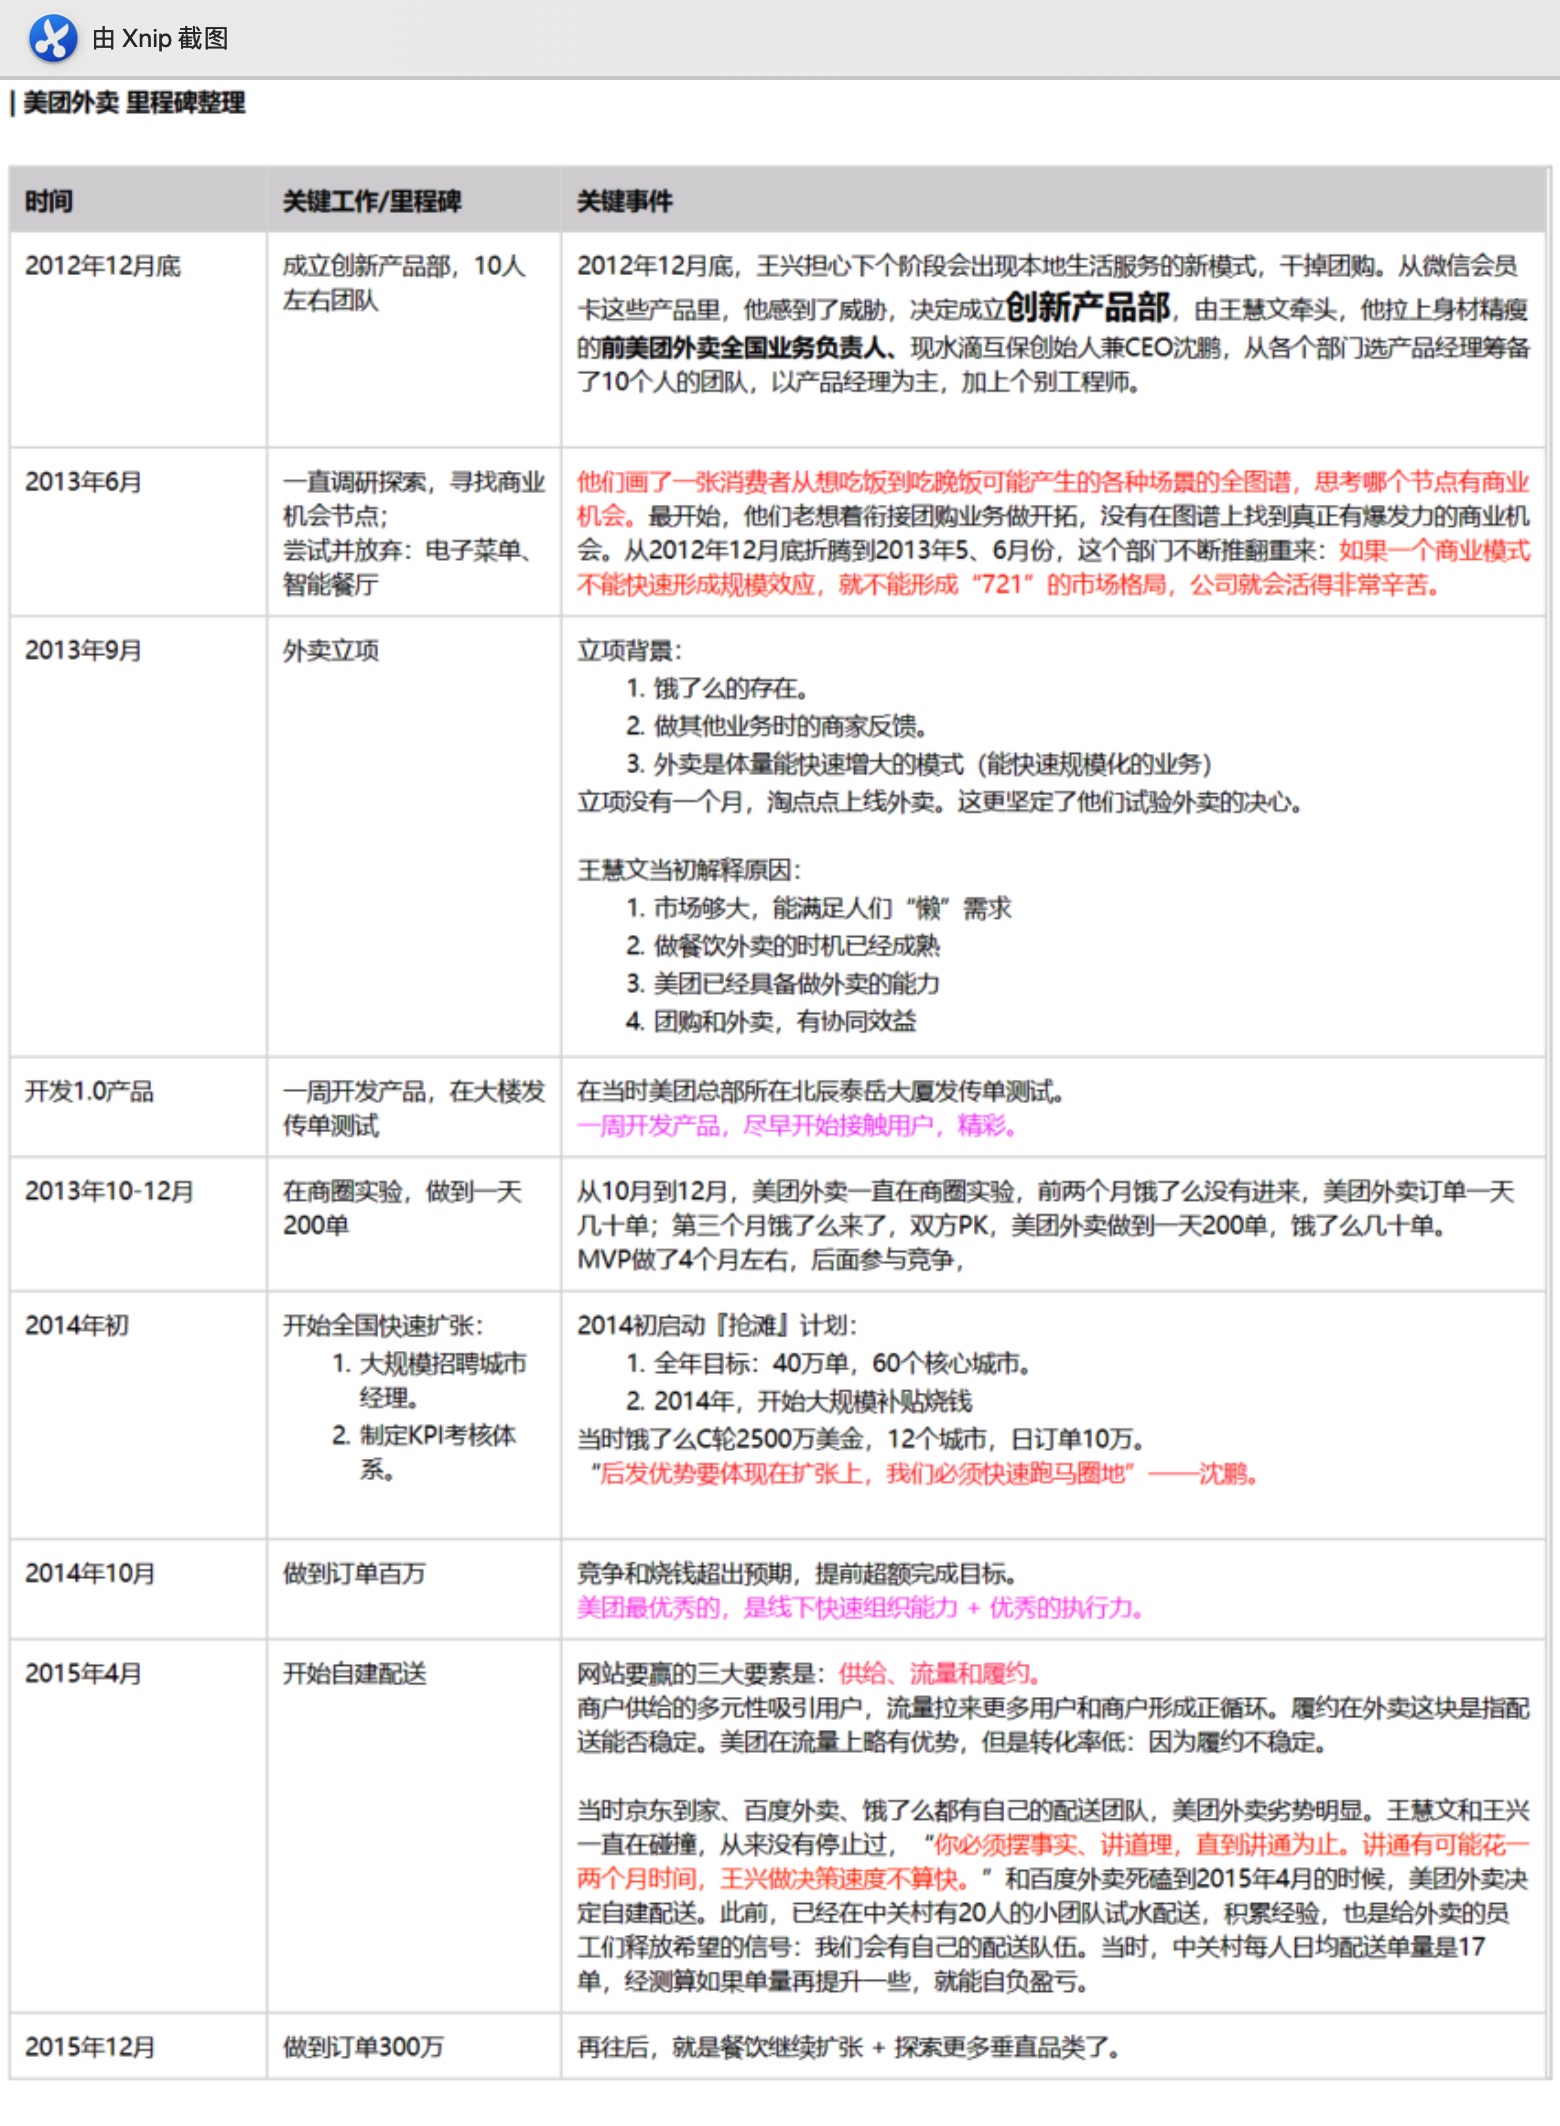 由 Xnip 截图
| 美团外卖 里程碑整理
时间 关键工作/里程碑 关键事件
2012年12月底
成立创新产品部，10人
左右团队
2012年12月底，王兴担心下个阶段会出现本地生活服务的新模式，干掉团购。从微信会员
卡这些产品里，他感到了威胁，决定成立创新产品部，由王慧文牵头，他拉上身材精瘦
的前美团外卖全国业务负责人、现水滴互保创始人兼CEO沈鹏，从各个部门选产品经理筹备
了10个人的团队，以产品经理为主，加上个别工程师。
2013年6月
一直调研探索，寻找商业
机会节点；
尝试并放弃：电子菜单、
智能餐厅
他们画了一张消费者从想吃饭到吃晚饭可能产生的各种场景的全图谱，思考哪个节点有商业
机会。最开始，他们老想着衔接团购业务做开拓，没有在图谱上找到真正有爆发力的商业机
会。从2012年12月底折腾到2013年5、6月份，这个部门不断推翻重来：如果一个商业模式
不能快速形成规模效应，就不能形成“721”的市场格局，公司就会活得非常辛苦。
2013年9月
外卖立项
立项背景：
1. 饿了么的存在。
2. 做其他业务时的商家反馈。
3. 外卖是体量能快速增大的模式（能快速规模化的业务）
立项没有一个月，淘点点上线外卖。这更坚定了他们试验外卖的决心。
王慧文当初解释原因：
1. 市场够大，能满足人们“懒”需求
2. 做餐饮外卖的时机已经成熟
3. 美团已经具备做外卖的能力
4. 团购和外卖，有协同效益
开发1.0产品
一周开发产品，在大楼发
传单测试
在当时美团总部所在北辰泰岳大厦发传单测试。
一周开发产品，尽早开始接触用户，精彩。
2013年10-12月
在商圈实验，做到一天
200单
从10月到12月，美团外卖一直在商圈实验，前两个月饿了么没有进来，美团外卖订单一天
几十单；第三个月饿了么来了，双方PK，美团外卖做到一天200单，饿了么几十单。
MVP做了4个月左右，后面参与竞争，
2014年初
开始全国快速扩张：
1. 大规模招聘城市
经理。
2. 制定KPI考核体
系。
2014初启动『抢滩』计划：
1. 全年目标：40万单，60个核心城市。
2. 2014年，开始大规模补贴烧钱
当时饿了么C轮2500万美金，12个城市，日订单10万。
“后发优势要体现在扩张上，我们必须快速跑马圈地”——沈鹏。
2014年10月
做到订单百万
竞争和烧钱超出预期，提前超额完成目标。
美团最优秀的，是线下快速组织能力 + 优秀的执行力。
2015年4月
开始自建配送
网站要赢的三大要素是：供给、流量和履约。
商户供给的多元性吸引用户，流量拉来更多用户和商户形成正循环。履约在外卖这块是指配
送能否稳定。美团在流量上略有优势，但是转化率低：因为履约不稳定。
当时京东到家、百度外卖、饿了么都有自己的配送团队，美团外卖劣势明显。王慧文和王兴
一直在碰撞，从来没有停止过，“你必须摆事实、讲道理，直到讲通为止。讲通有可能花一
两个月时间，王兴做决策速度不算快。”和百度外卖死磕到2015年4月的时候，美团外卖决
定自建配送。此前，已经在中关村有20人的小团队试水配送，积累经验，也是给外卖的员
工们释放希望的信号：我们会有自己的配送队伍。当时，中关村每人日均配送单量是17
单，经测算如果单量再提升一些，就能自负盈亏。
2015年12月
做到订单300万
再往后，就是餐饮继续扩张 + 探索更多垂直品类了。